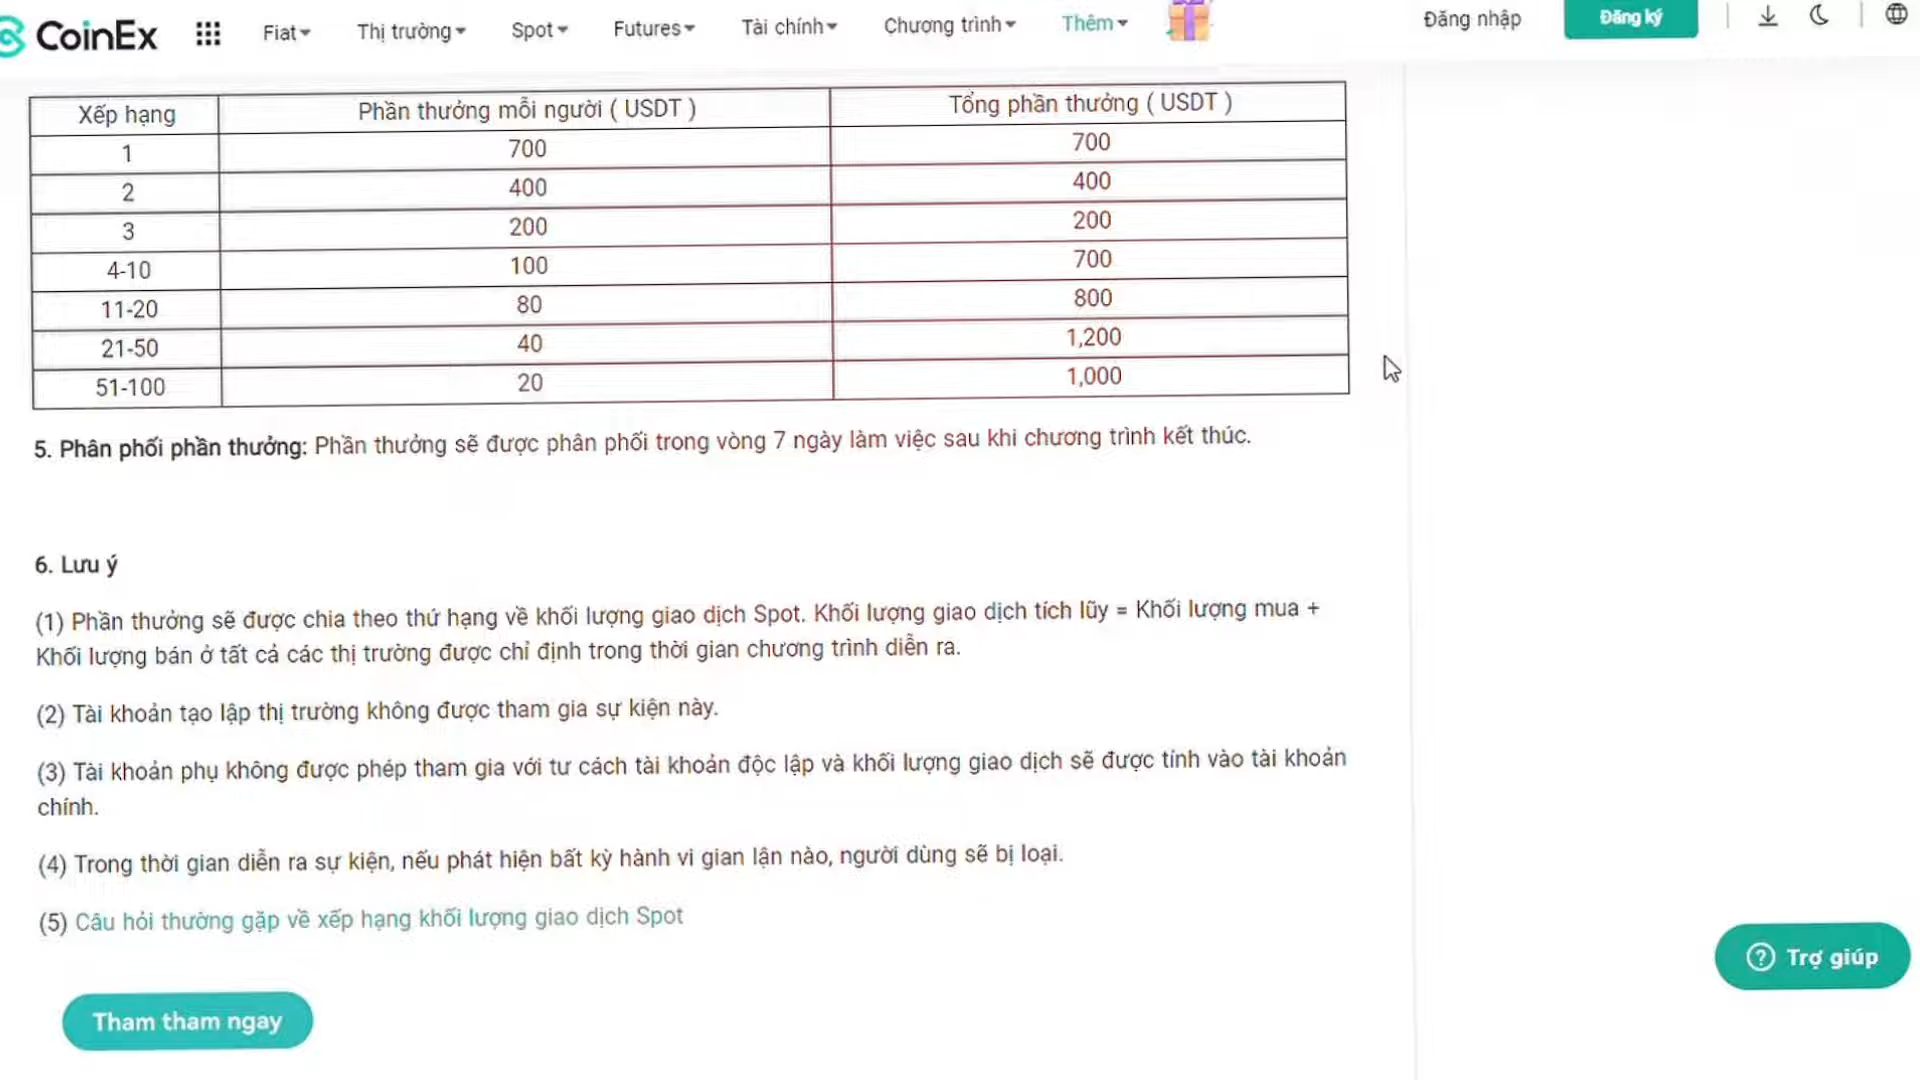 CoinEx Fiat Thị trường Spot Futures Tài chính Chương trình Thêm Đăng nhập Đăng ký
Xếp hạng Phần thưởng mỗi người ( USDT ) Tổng phần thưởng ( USDT )
1 700 700
2 400 400
3 200 200
4-10 100 700
11-20 80 800
21-50 40 1,200
51-100 20 1,000
5. Phân phối phần thưởng: Phần thưởng sẽ được phân phối trong vòng 7 ngày làm việc sau khi chương trình kết thúc.
6. Lưu ý
(1) Phần thưởng sẽ được chia theo thứ hạng về khối lượng giao dịch Spot. Khối lượng giao dịch tích lũy = Khối lượng mua +
Khối lượng bán ở tất cả các thị trường được chỉ định trong thời gian chương trình diễn ra.
(2) Tài khoản tạo lập thị trường không được tham gia sự kiện này.
(3) Tài khoản phụ không được phép tham gia với tư cách tài khoản độc lập và khối lượng giao dịch sẽ được tính vào tài khoản
chính.
(4) Trong thời gian diễn ra sự kiện, nếu phát hiện bất kỳ hành vi gian lận nào, người dùng sẽ bị loại.
(5) Câu hỏi thường gặp về xếp hạng khối lượng giao dịch Spot
Trợ giúp
Tham tham ngay